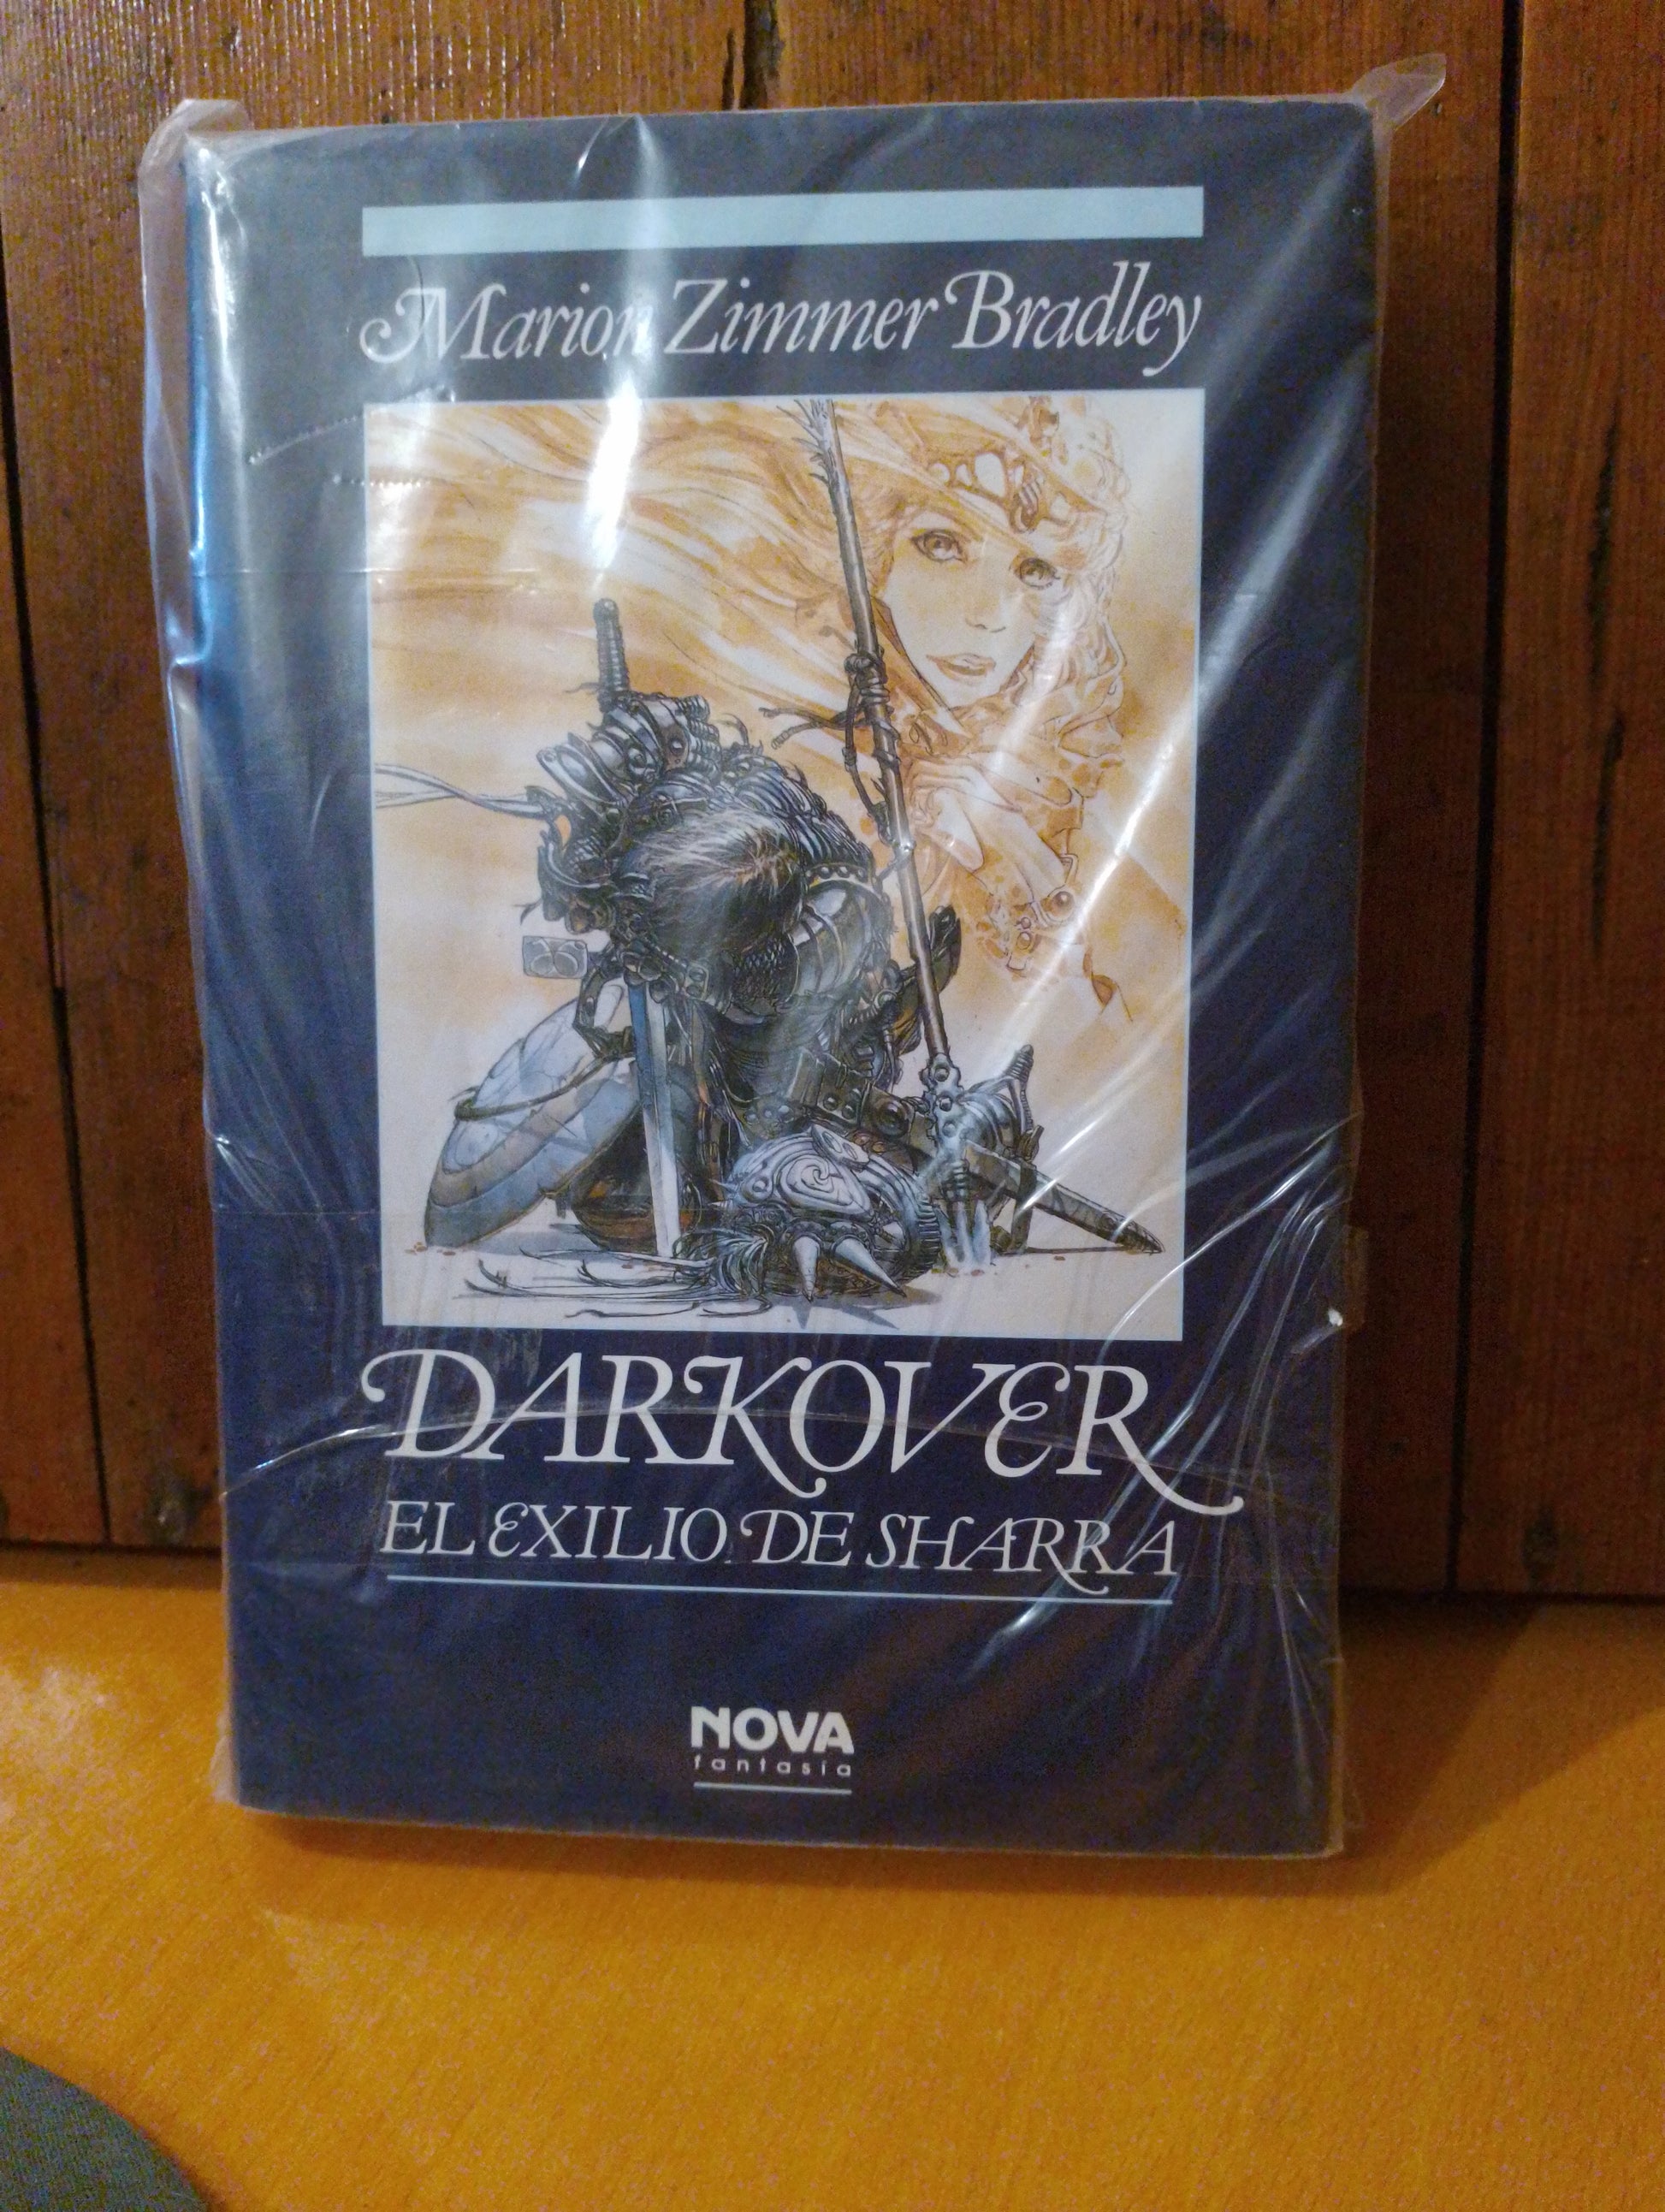 Marion Zimmer Bradley
DARKOVER
EL EXILIO DE SHARRA
NOVA
fantasía